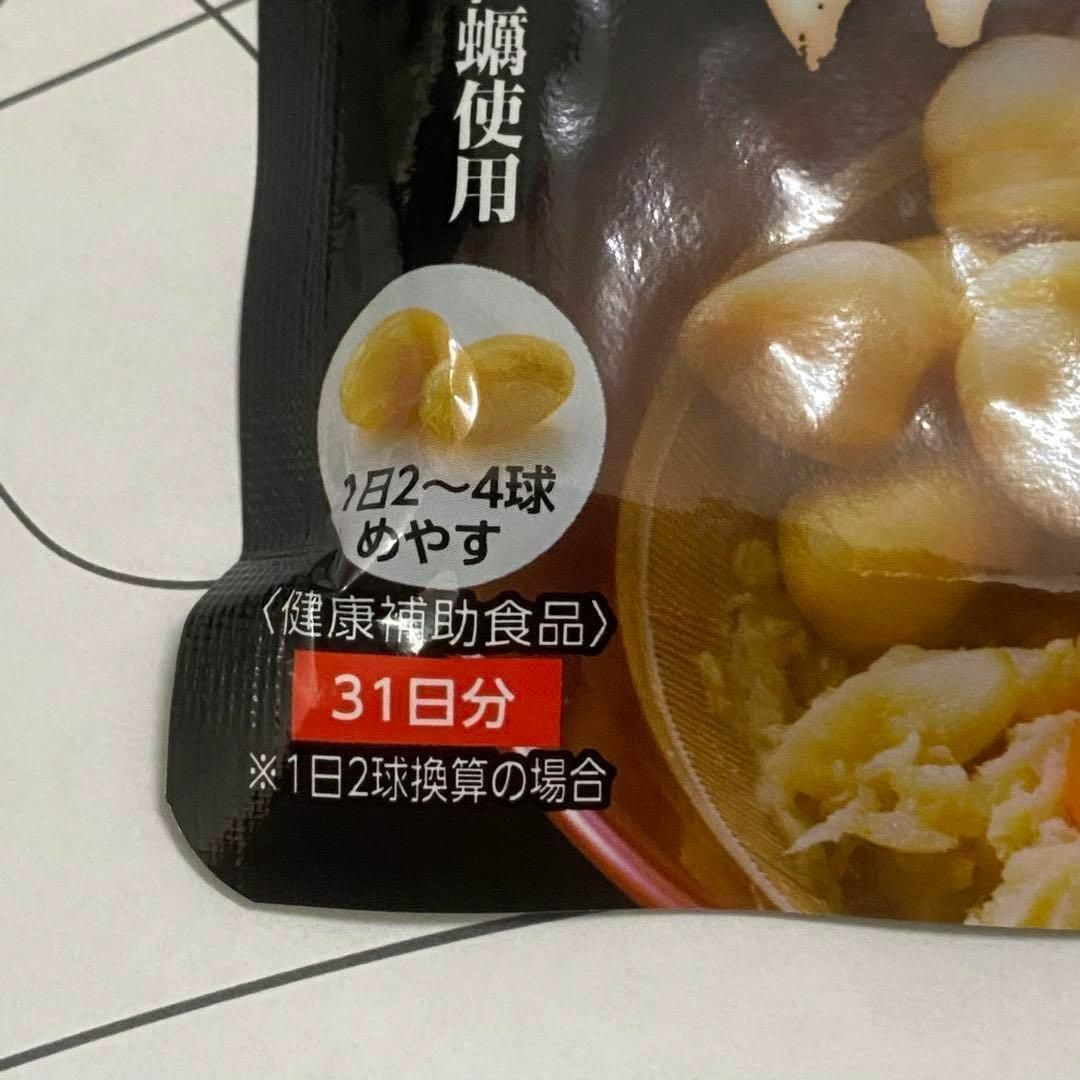 蠣使用
1日2〜4球
めやす
〈健康補助食品〉
31日分
※1日2球換算の場合